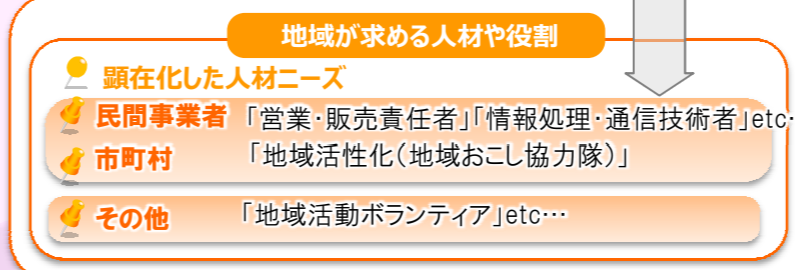 地域が求める人材や役割
顕在化した人材ニーズ
民間事業者 「営業・販売責任者」「情報処理・通信技術者」etc…
市町村 「地域活性化(地域おこし協力隊)」
その他 「地域活動ボランティア」etc…